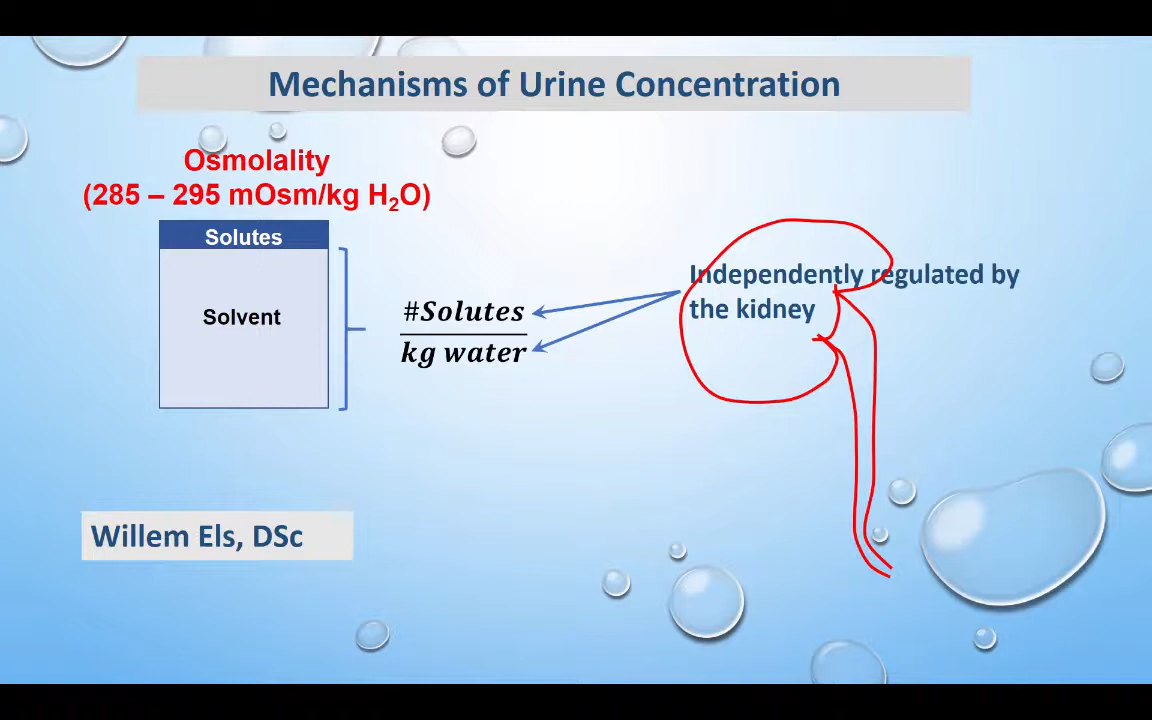 Mechanisms of Urine Concentration
Osmolality
(285 – 295 mOsm/kg H₂O)
Solutes
Solvent
#Solutes
kg water
Independently regulated by
the kidney
Willem Els, DSc